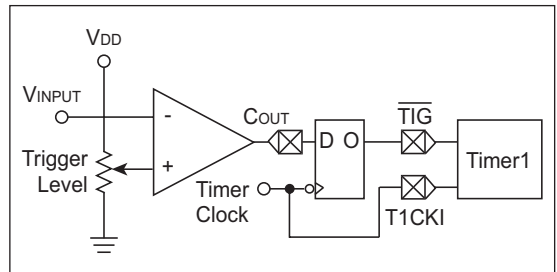 VDD
VINPUT
-
COUT
TIG
D O
Trigger
Level
+
Timer1
Timer
Clock
T1CKI